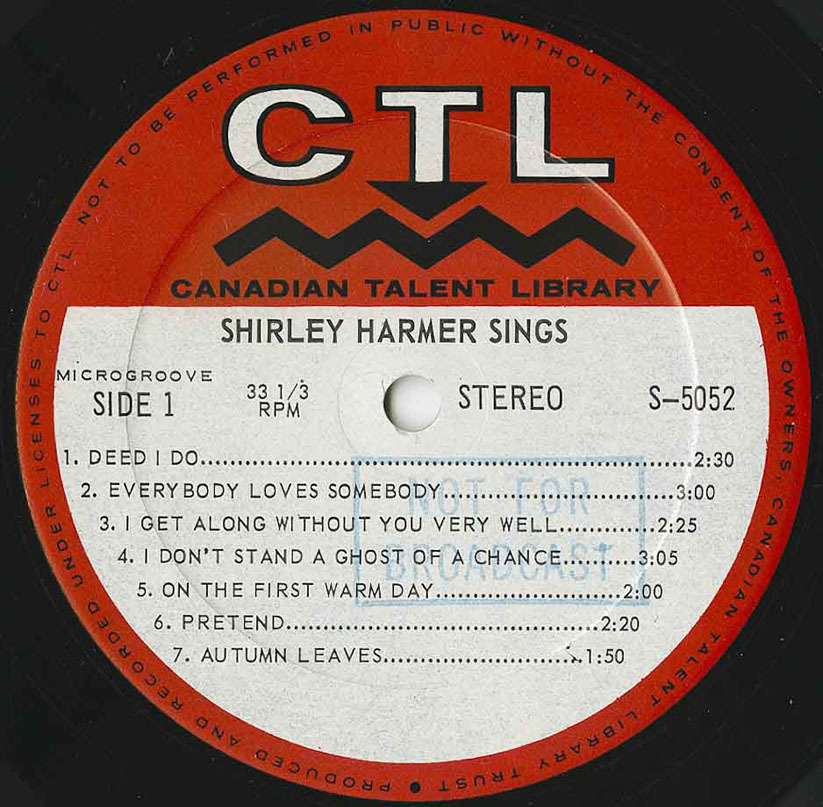 PRODUCED AND RECORDED UNDER LICENSES TO CTL. NOT TO BE PERFORMED IN PUBLIC WITHOUT THE CONSENT OF THE OWNERS, CANADIAN TALENT LIBRARY TRUST •
CTL
CANADIAN TALENT LIBRARY
SHIRLEY HARMER SINGS
MICROGROOVE
SIDE 1
33 1/3
RPM
STEREO
S-5052
1. DEED I DO.................................................................2:30
2. EVERYBODY LOVES SOMEBODY..............................3:00
3. I GET ALONG WITHOUT YOU VERY WELL.............2:25
4. I DON'T STAND A GHOST OF A CHANCE..........3:05
5. ON THE FIRST WARM DAY.........................2:00
6. PRETEND.........................................2:20
7. AUTUMN LEAVES..........................1:50
NOT FOR
BROADCAST